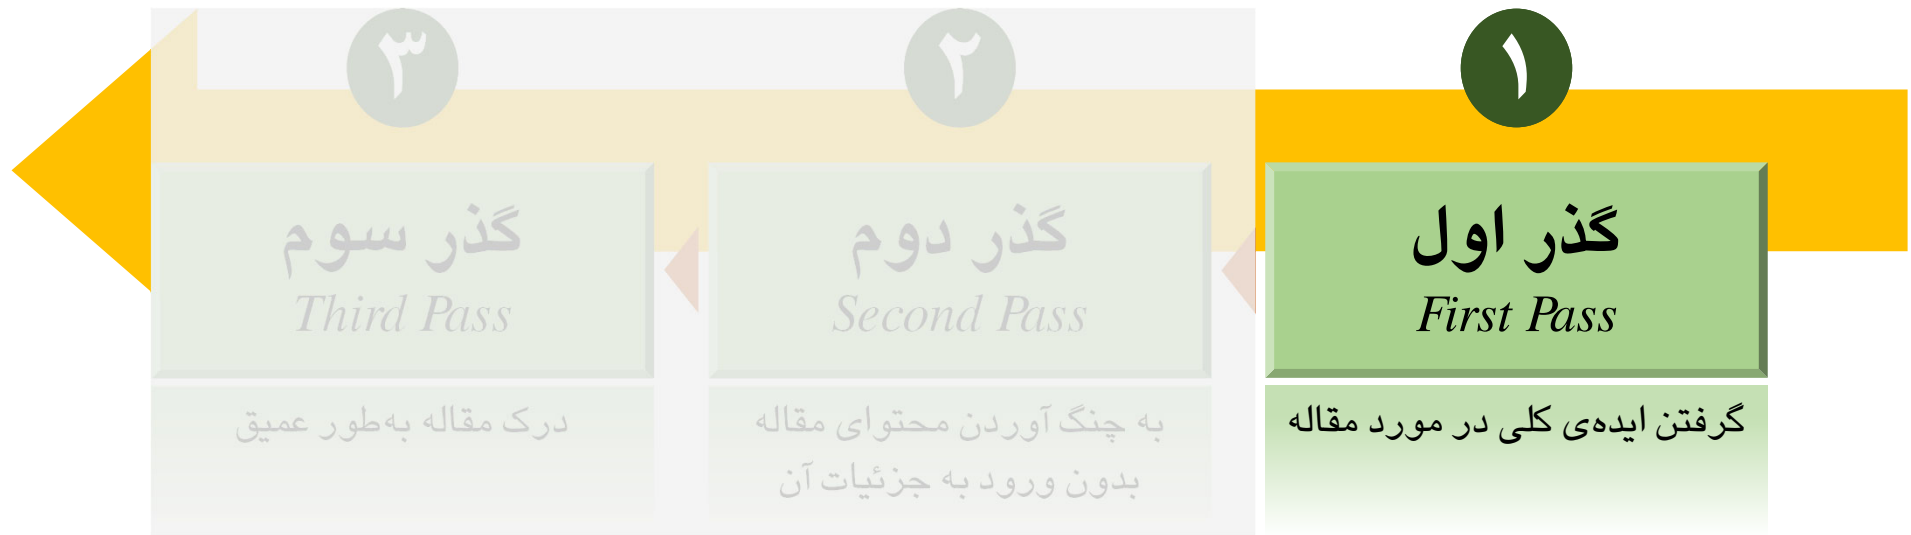 ۱
گذر اول
First Pass
گرفتن ایده‌ی کلی در مورد مقاله
۲
گذر دوم
Second Pass
به چنگ آوردن محتوای مقاله
بدون ورود به جزئیات آن
۳
گذر سوم
Third Pass
درک مقاله به‌طور عمیق